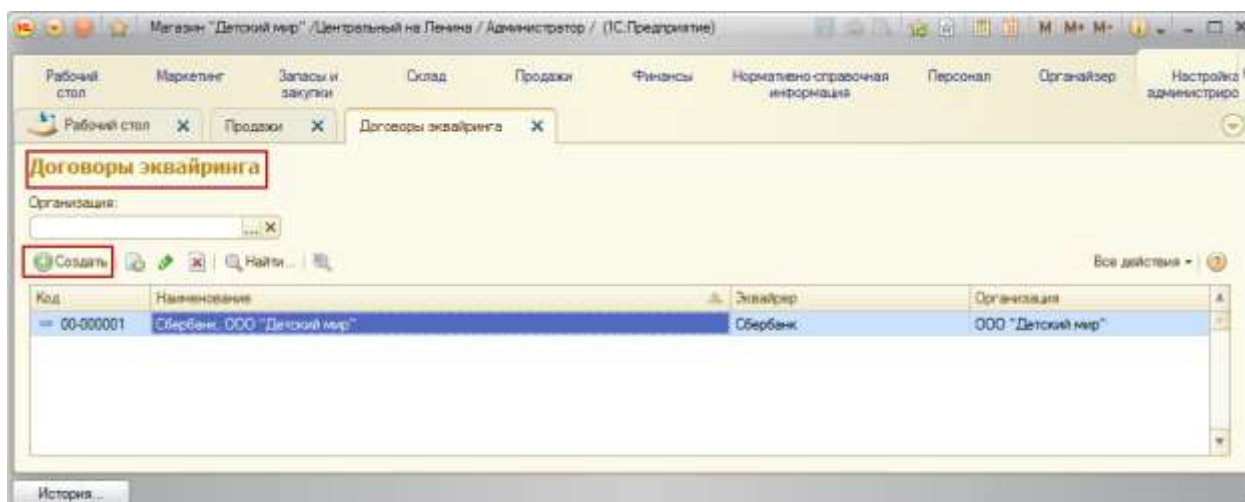 Магазин "Детский мир" /Центральный на Ленина / Администратор / (1С:Предприятие)
M M+ M-
Рабочий стол
Маркетинг
Запасы и закупки
Склад
Продажи
Финансы
Нормативно-справочная информация
Персонал
Органайзер
Настройка
администриро
Рабочий стол
Продажи
Договоры эквайринга
Договоры эквайринга
Организация:
... X
Создать
Найти...
Все действия
Код Наименование Эквайрер Организация
00-000001 Сбербанк, ООО "Детский мир" Сбербанк ООО "Детский мир"
История...